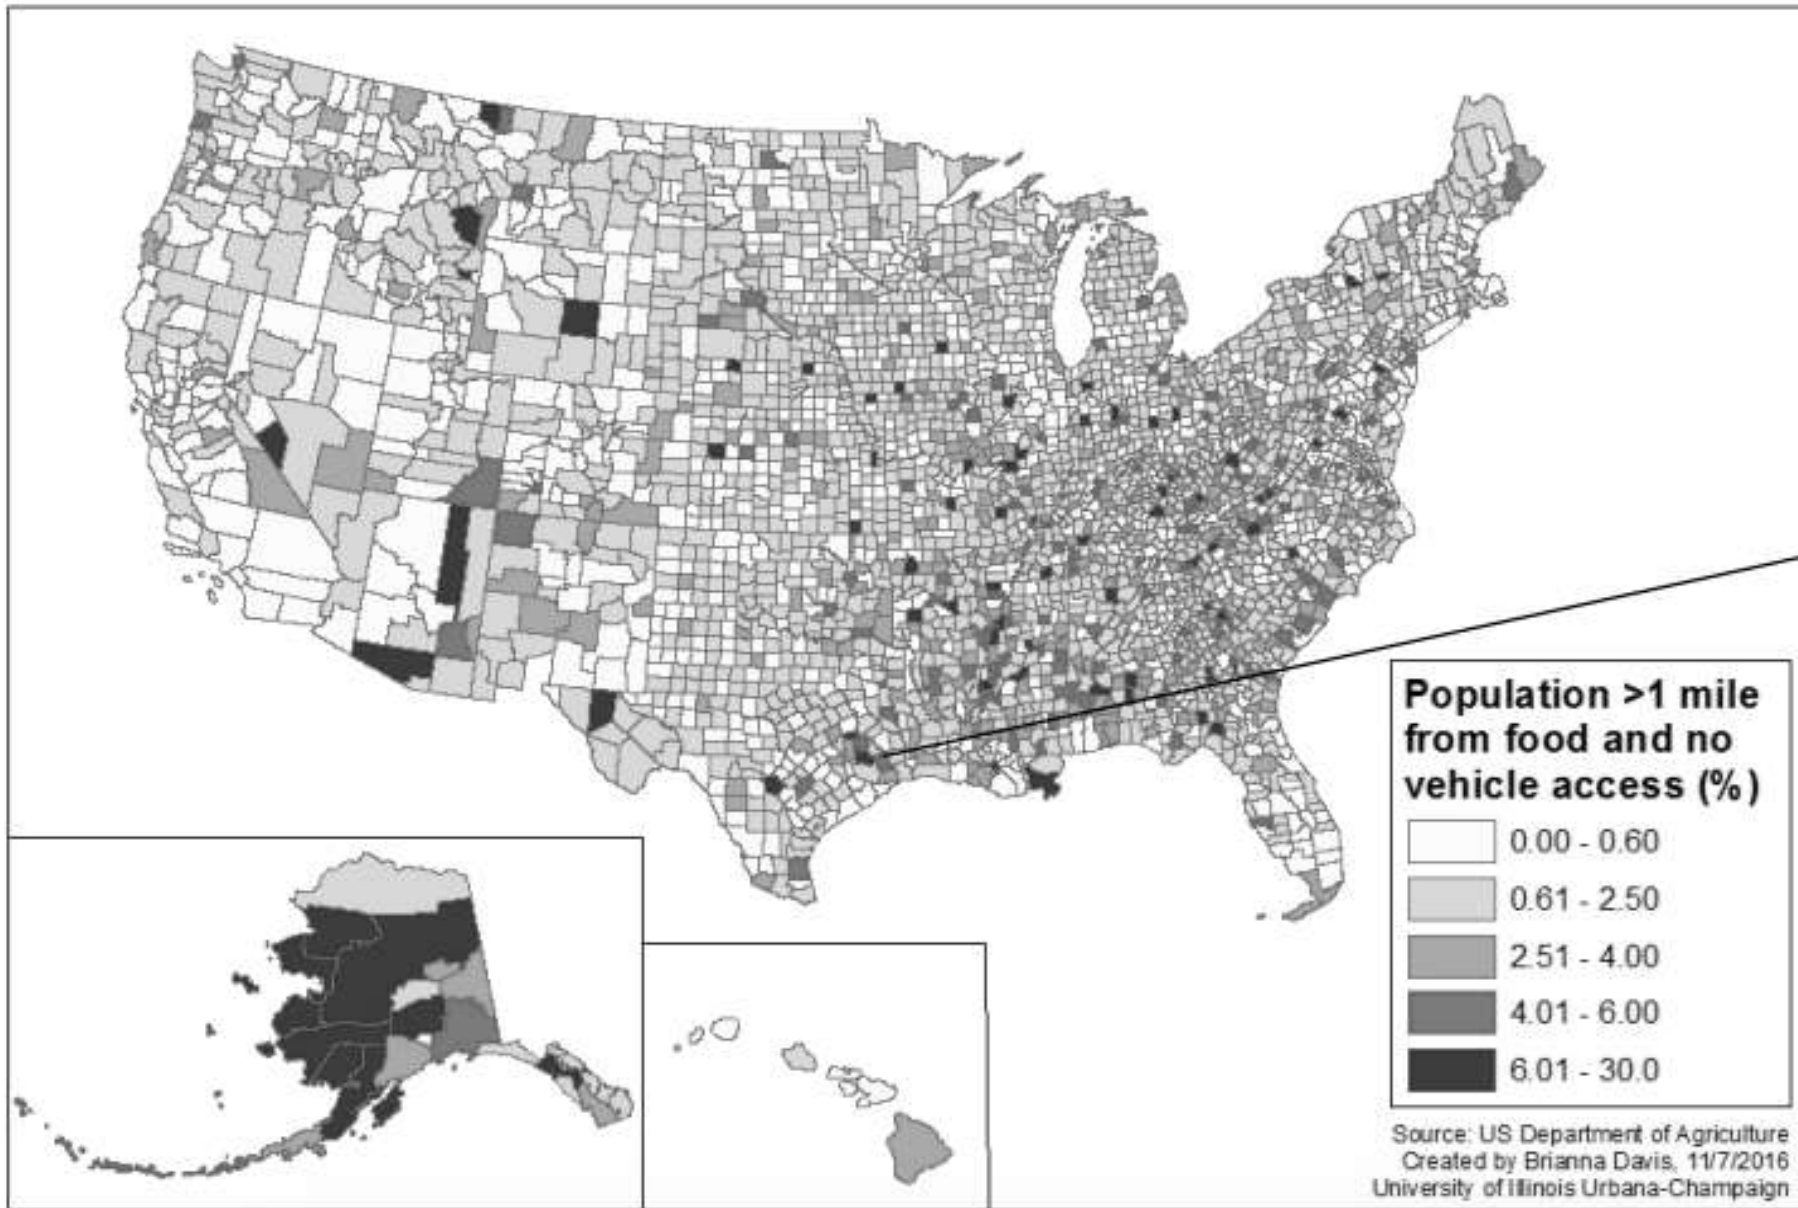 Population >1 mile
from food and no
vehicle access (%)
0.00 - 0.60
0.61 - 2.50
2.51 - 4.00
4.01 - 6.00
6.01 - 30.0
Source: US Department of Agriculture
Created by Brianna Davis, 11/7/2016
University of Illinois Urbana-Champaign